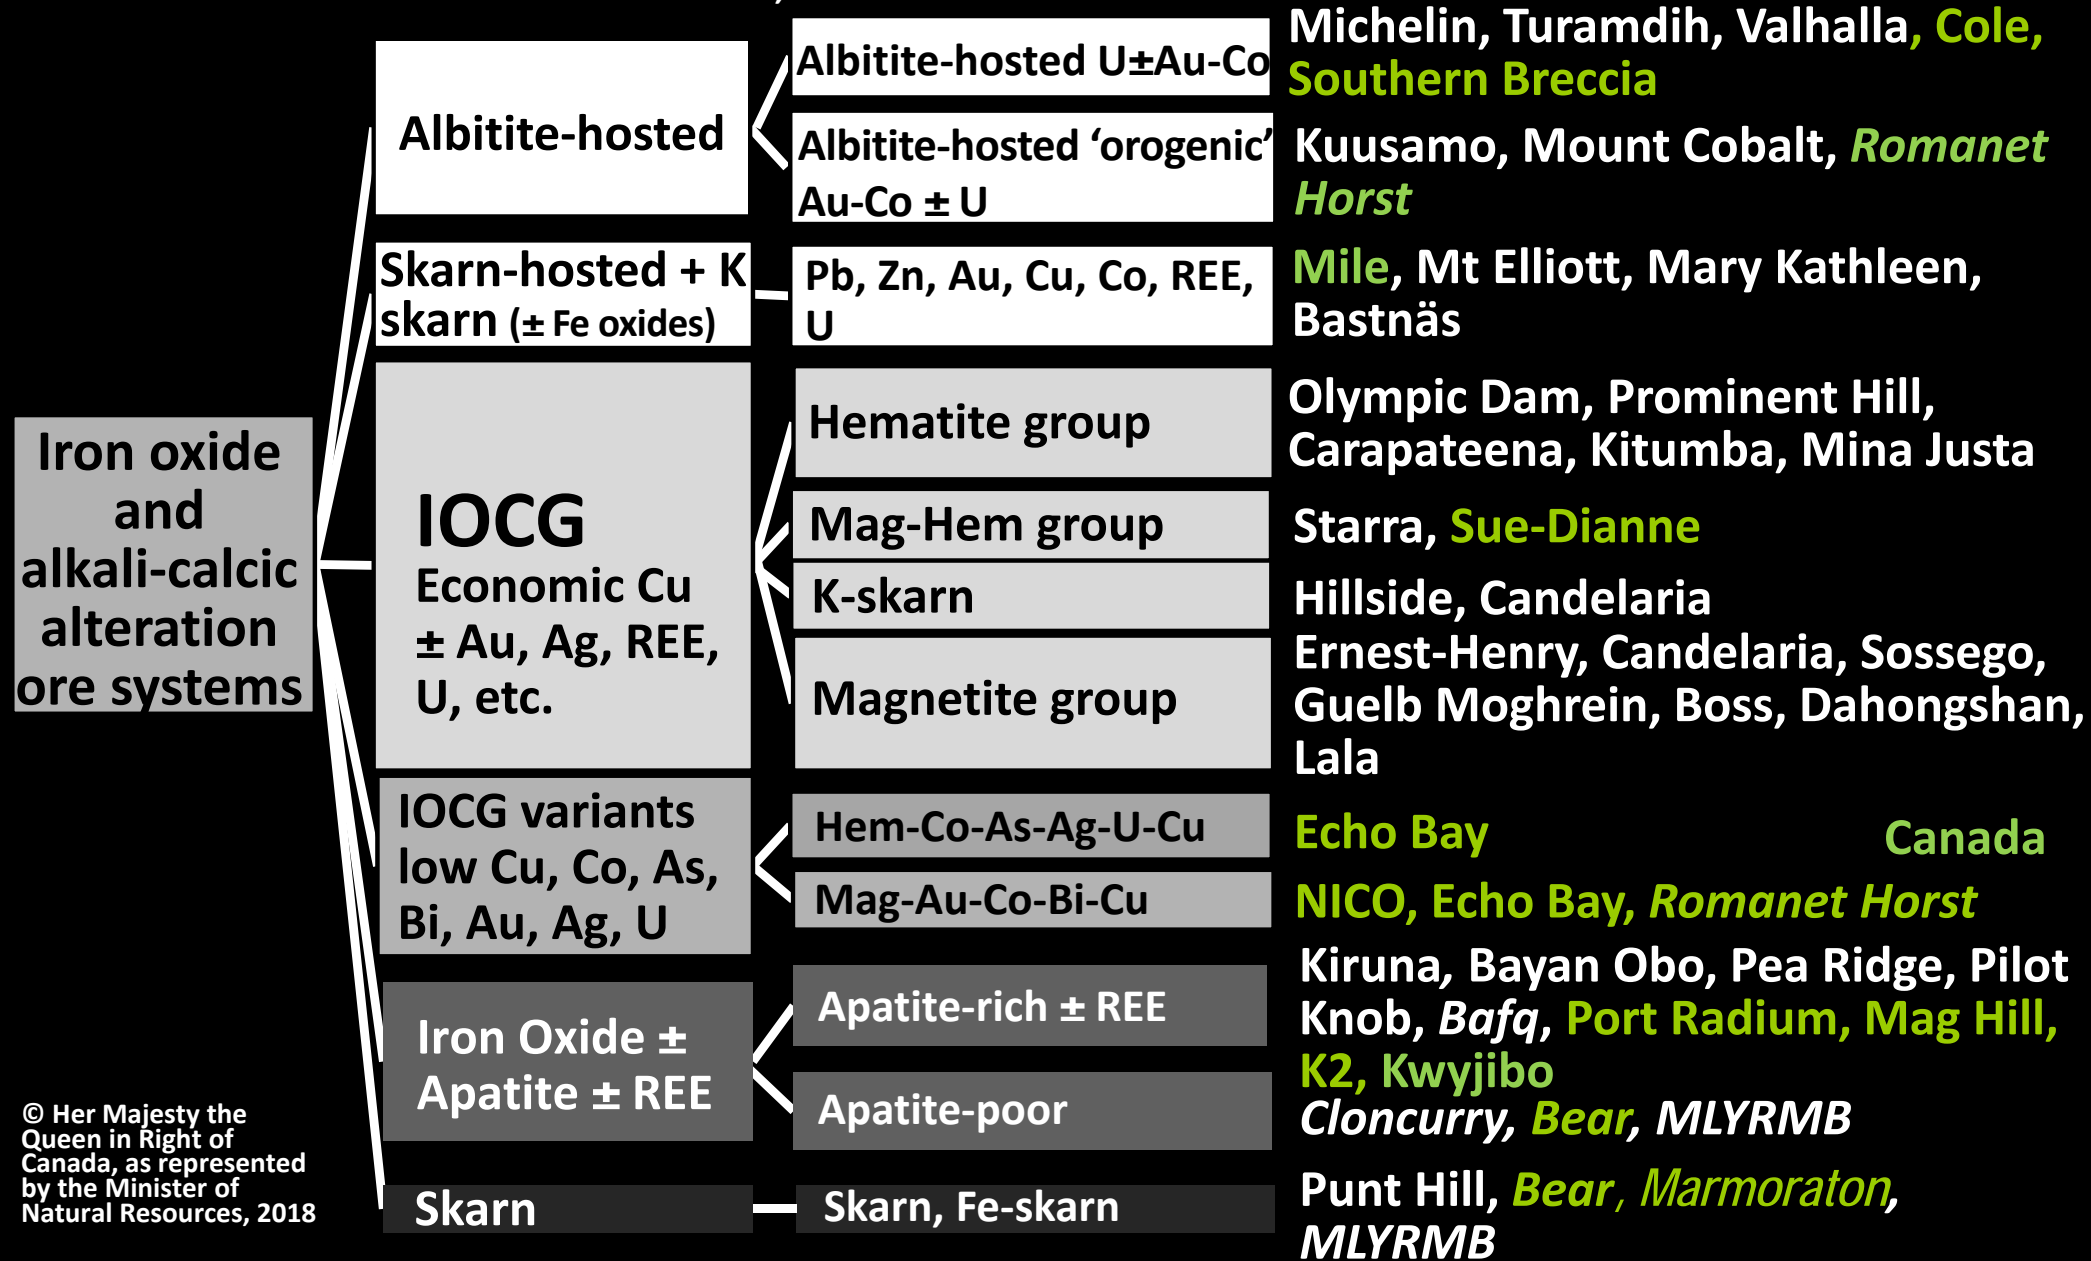 Iron oxide
and
alkali-calcic
alteration
ore systems
Albitite-hosted
Albitite-hosted U±Au-Co
Michelin, Turamdih, Valhalla, Cole,
Southern Breccia
Albitite-hosted ‘orogenic’
Au-Co ± U
Kuusamo, Mount Cobalt, Romanet
Horst
Skarn-hosted + K
skarn (± Fe oxides)
Pb, Zn, Au, Cu, Co, REE,
U
Mile, Mt Elliott, Mary Kathleen,
Bastnäs
IOCG
Economic Cu
± Au, Ag, REE,
U, etc.
Hematite group
Olympic Dam, Prominent Hill,
Carapateena, Kitumba, Mina Justa
Mag-Hem group
Starra, Sue-Dianne
K-skarn
Hillside, Candelaria
Magnetite group
Ernest-Henry, Candelaria, Sossego,
Guelb Moghrein, Boss, Dahongshan,
Lala
IOCG variants
low Cu, Co, As,
Bi, Au, Ag, U
Hem-Co-As-Ag-U-Cu
Echo Bay
Canada
Mag-Au-Co-Bi-Cu
NICO, Echo Bay, Romanet Horst
Iron Oxide ±
Apatite ± REE
Apatite-rich ± REE
Kiruna, Bayan Obo, Pea Ridge, Pilot
Knob, Bafq, Port Radium, Mag Hill,
K2, Kwyjibo
Apatite-poor
Cloncurry, Bear, MLYRMB
Skarn
Skarn, Fe-skarn
Punt Hill, Bear, Marmoraton,
MLYRMB
© Her Majesty the
Queen in Right of
Canada, as represented
by the Minister of
Natural Resources, 2018